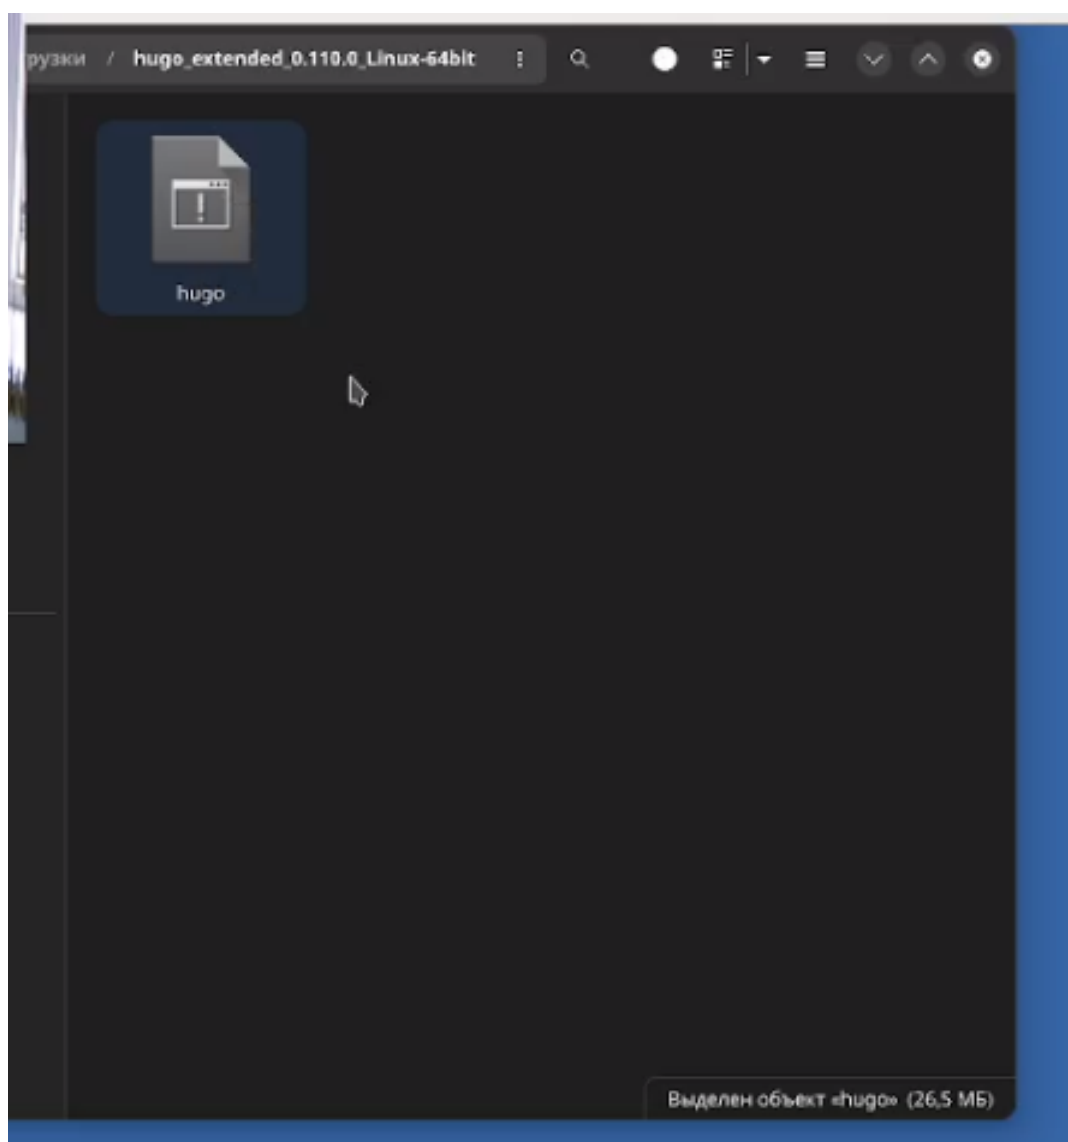 рузки / hugo_extended_0.110.0_Linux-64bit
hugo
Выделен объект «hugo» (26,5 МБ)